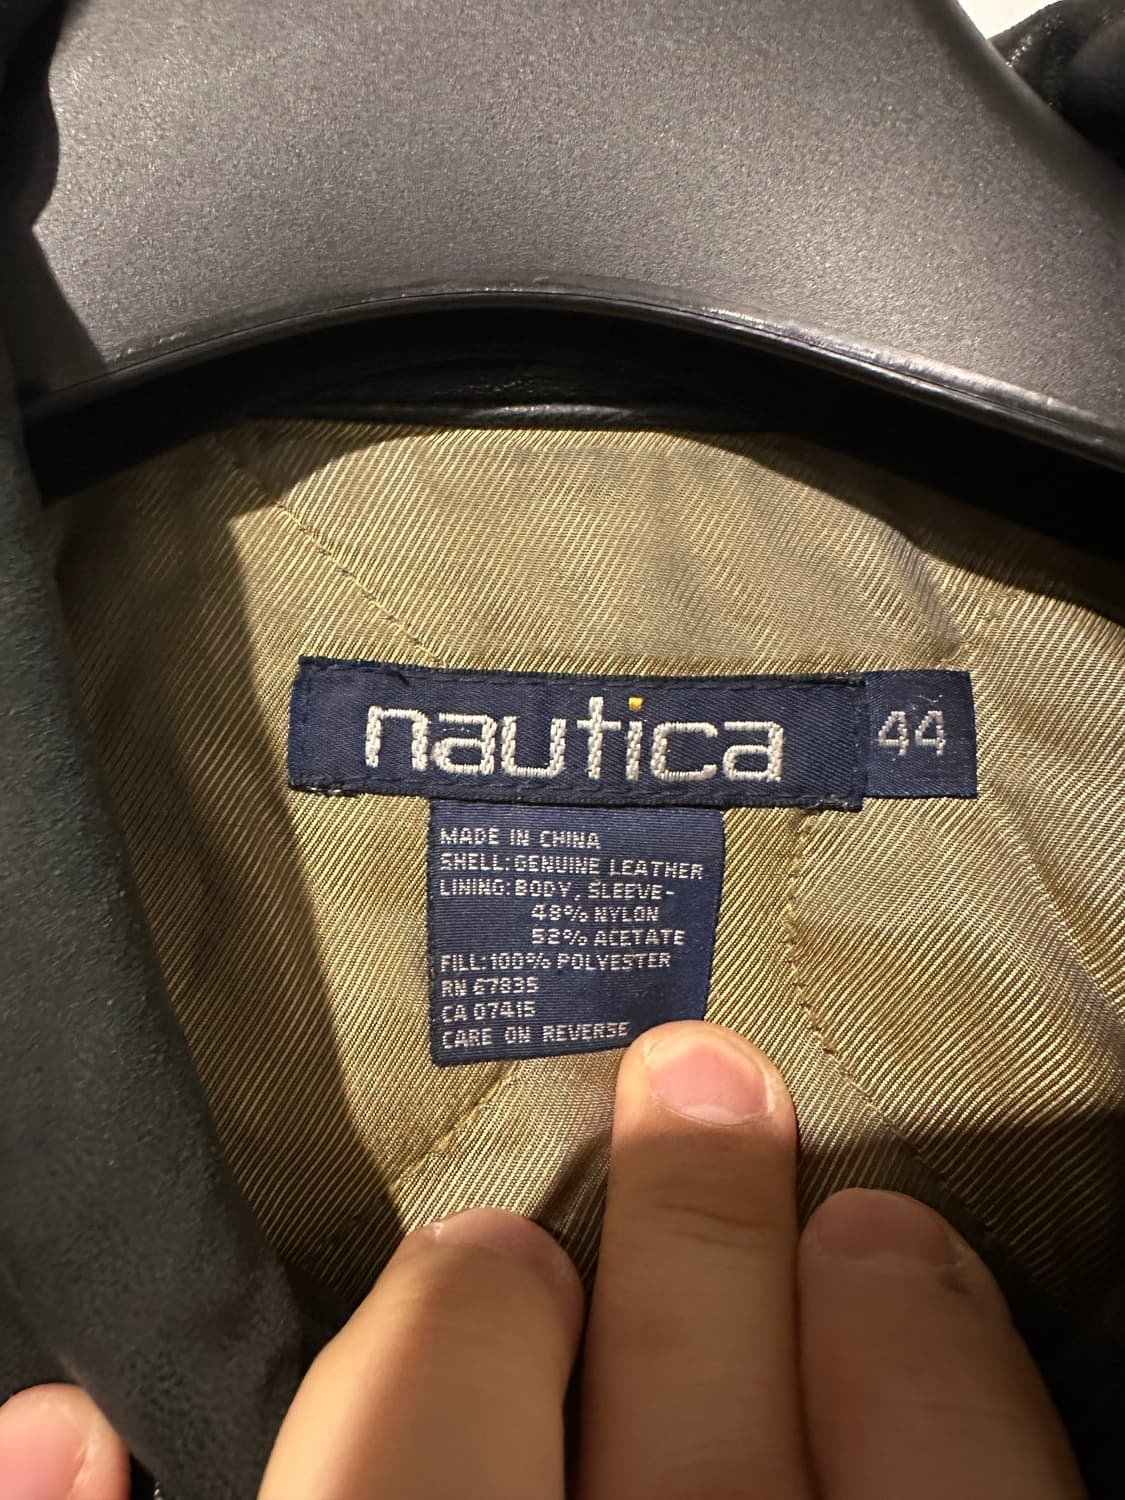 nautica
44
MADE IN CHINA
SHELL:GENUINE LEATHER
LINING:BODY, SLEEVE-
48% NYLON
52% ACETATE
FILL:100% POLYESTER
RN 67835
CA 07415
CARE ON REVERSE